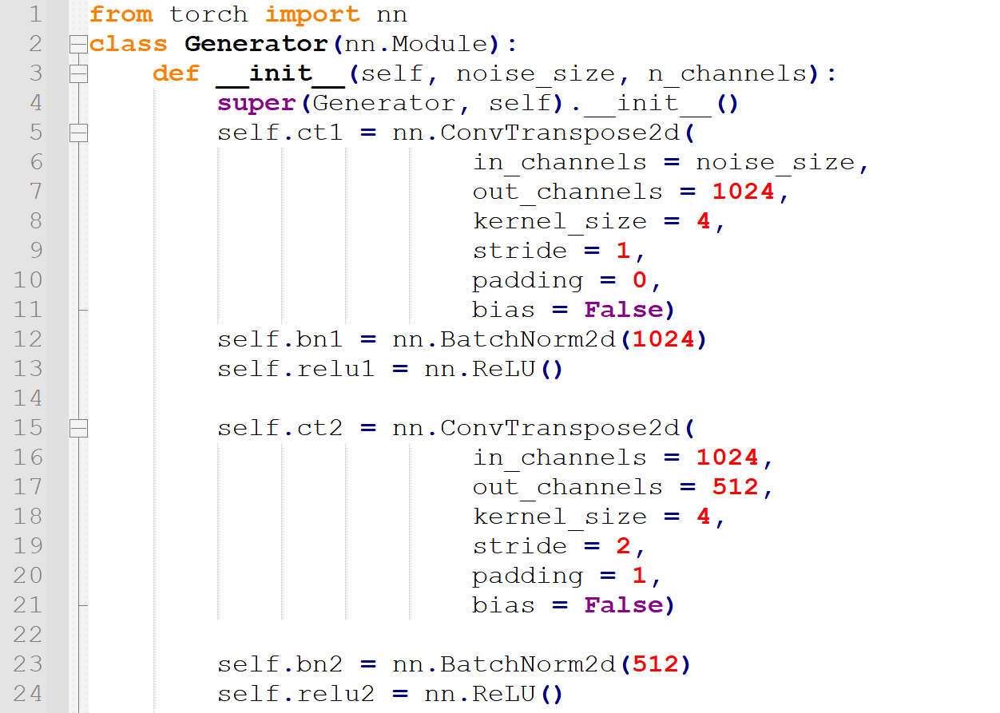 1 from torch import nn
2 class Generator(nn.Module):
3     def __init__(self, noise_size, n_channels):
4         super(Generator, self).__init__()
5         self.ct1 = nn.ConvTranspose2d(
6                         in_channels = noise_size,
7                         out_channels = 1024,
8                         kernel_size = 4,
9                         stride = 1,
10                         padding = 0,
11                         bias = False)
12         self.bn1 = nn.BatchNorm2d(1024)
13         self.relu1 = nn.ReLU()
14
15         self.ct2 = nn.ConvTranspose2d(
16                         in_channels = 1024,
17                         out_channels = 512,
18                         kernel_size = 4,
19                         stride = 2,
20                         padding = 1,
21                         bias = False)
22
23         self.bn2 = nn.BatchNorm2d(512)
24         self.relu2 = nn.ReLU()